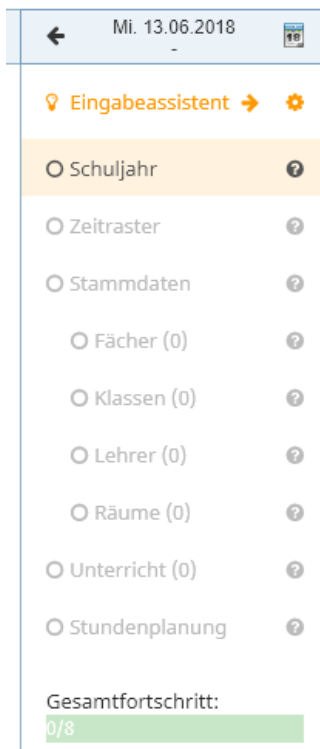 Mi. 13.06.2018
-
18
Eingabeassistent
Schuljahr
Zeitraster
Stammdaten
Fächer (0)
Klassen (0)
Lehrer (0)
Räume (0)
Unterricht (0)
Stundenplanung
Gesamtfortschritt:
0/8